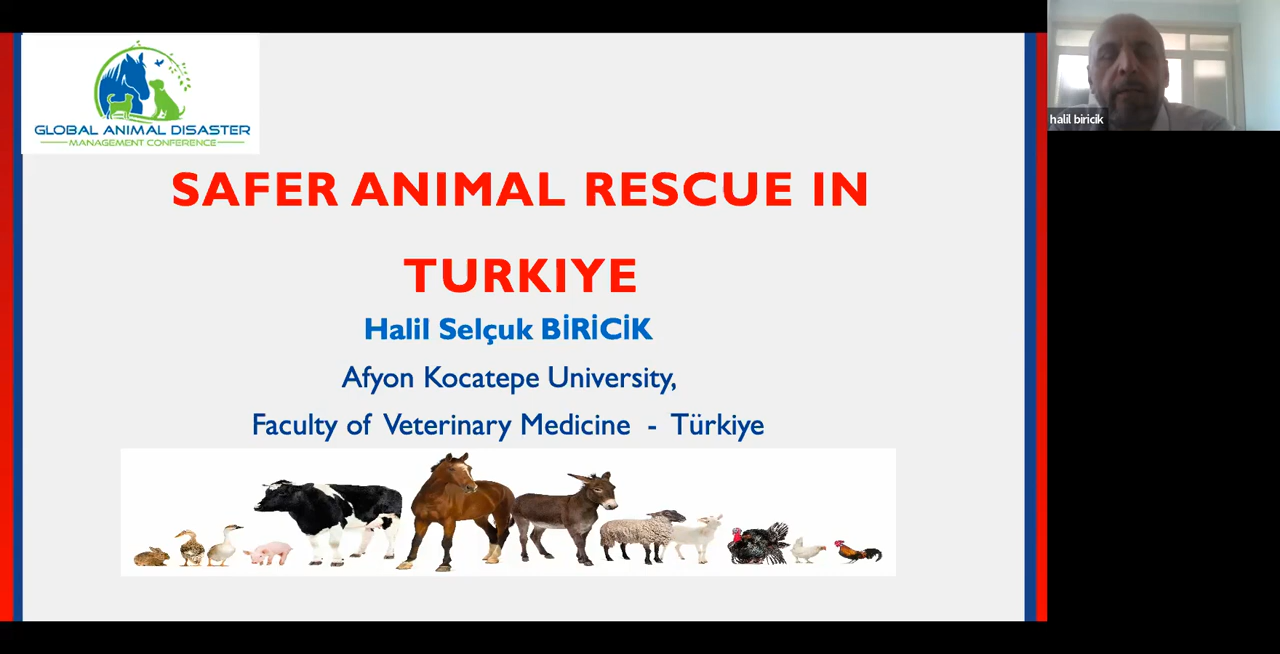 GLOBAL ANIMAL DISASTER
MANAGEMENT CONFERENCE
halil biricik
SAFER ANIMAL RESCUE IN
TURKIYE
Halil Selçuk BİRİCİK
Afyon Kocatepe University,
Faculty of Veterinary Medicine - Türkiye